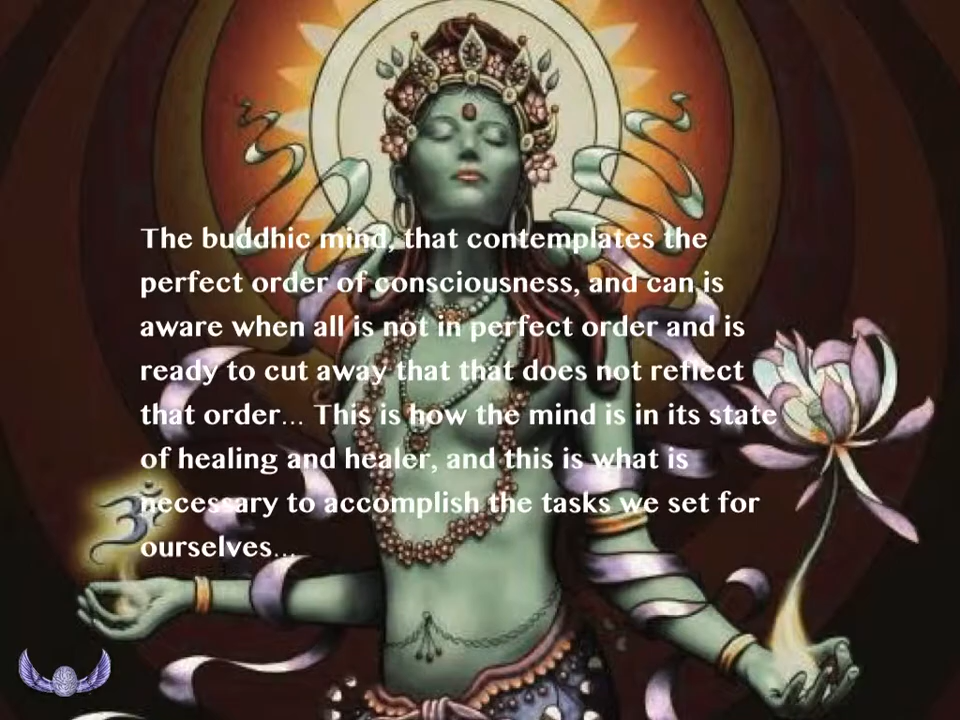 The buddhic mind, that contemplates the
perfect order of consciousness, and can is
aware when all is not in perfect order and is
ready to cut away that that does not reflect
that order... This is how the mind is in its state
of healing and healer, and this is what is
necessary to accomplish the tasks we set for
ourselves...
ॐ